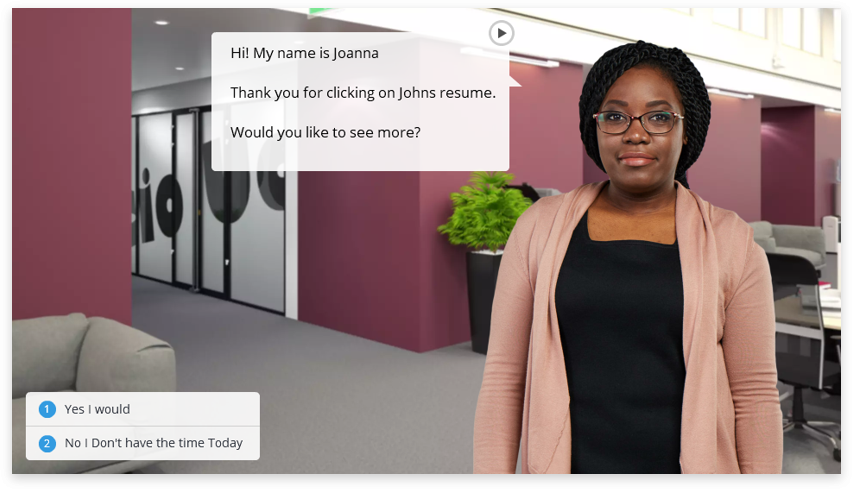 Hi! My name is Joanna
Thank you for clicking on Johns resume.
Would you like to see more?
1 Yes I would
2 No I Don't have the time Today